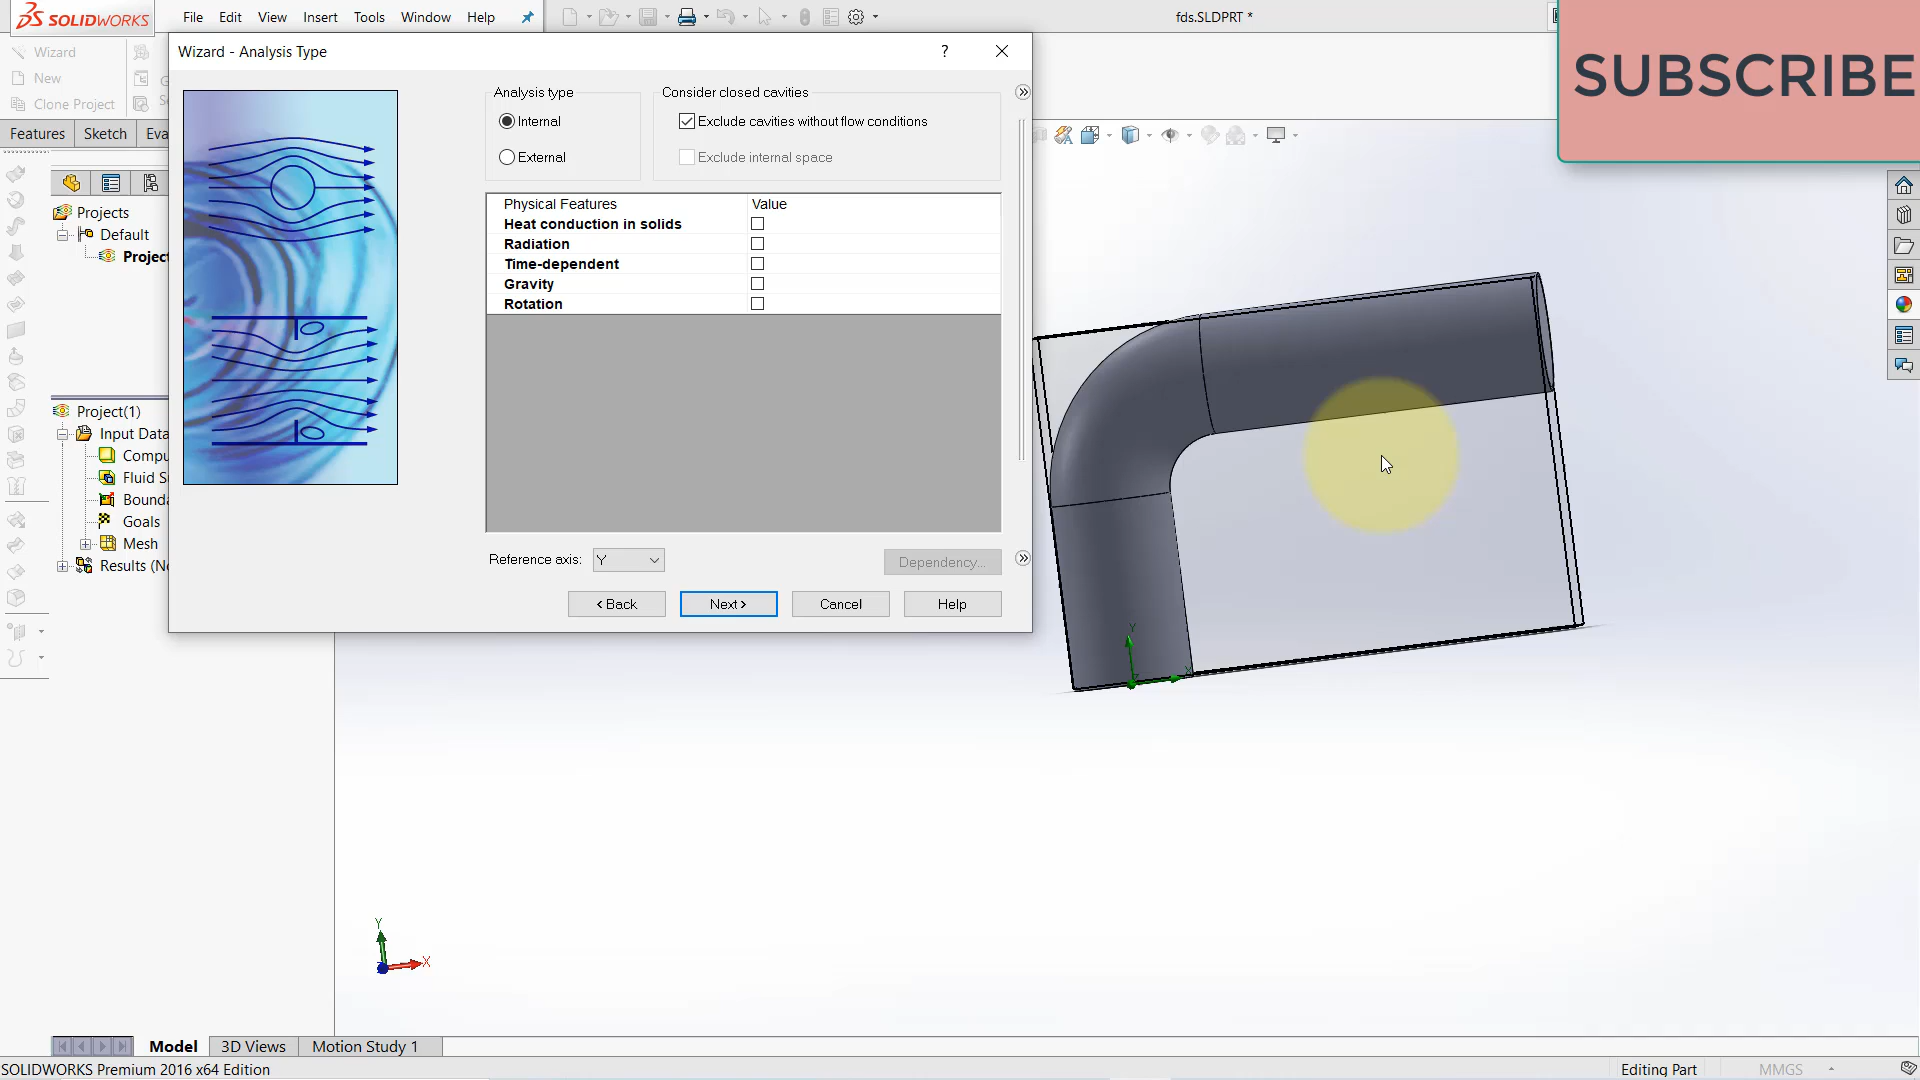 SOLIDWORKS
File Edit View Insert Tools Window Help
fds.SLDPRT *
SUBSCRIBE
Wizard
New
Clone Project
Features Sketch Eva
Projects
Default
Project
Project(1)
Input Data
Compu
Fluid Su
Bounda
Goals
Mesh
Results (No
Wizard - Analysis Type
?
Analysis type
Internal
External
Consider closed cavities
Exclude cavities without flow conditions
Exclude internal space
Physical Features Value
Heat conduction in solids
Radiation
Time-dependent
Gravity
Rotation
Reference axis: Y
Dependency...
< Back Next > Cancel Help
Y
X
Y
X
Model 3D Views Motion Study 1
SOLIDWORKS Premium 2016 x64 Edition
Editing Part MMGS